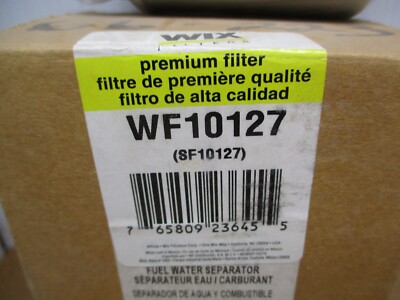 WIX
FILTERS
premium filter
filtre de première qualité
filtro de alta calidad
WF10127
(SF10127)
7 65809 23645 5
FUEL WATER SEPARATOR
SÉPARATEUR EAU / CARBURANT
SEPARADOR DE AGUA Y COMBUSTIBLE